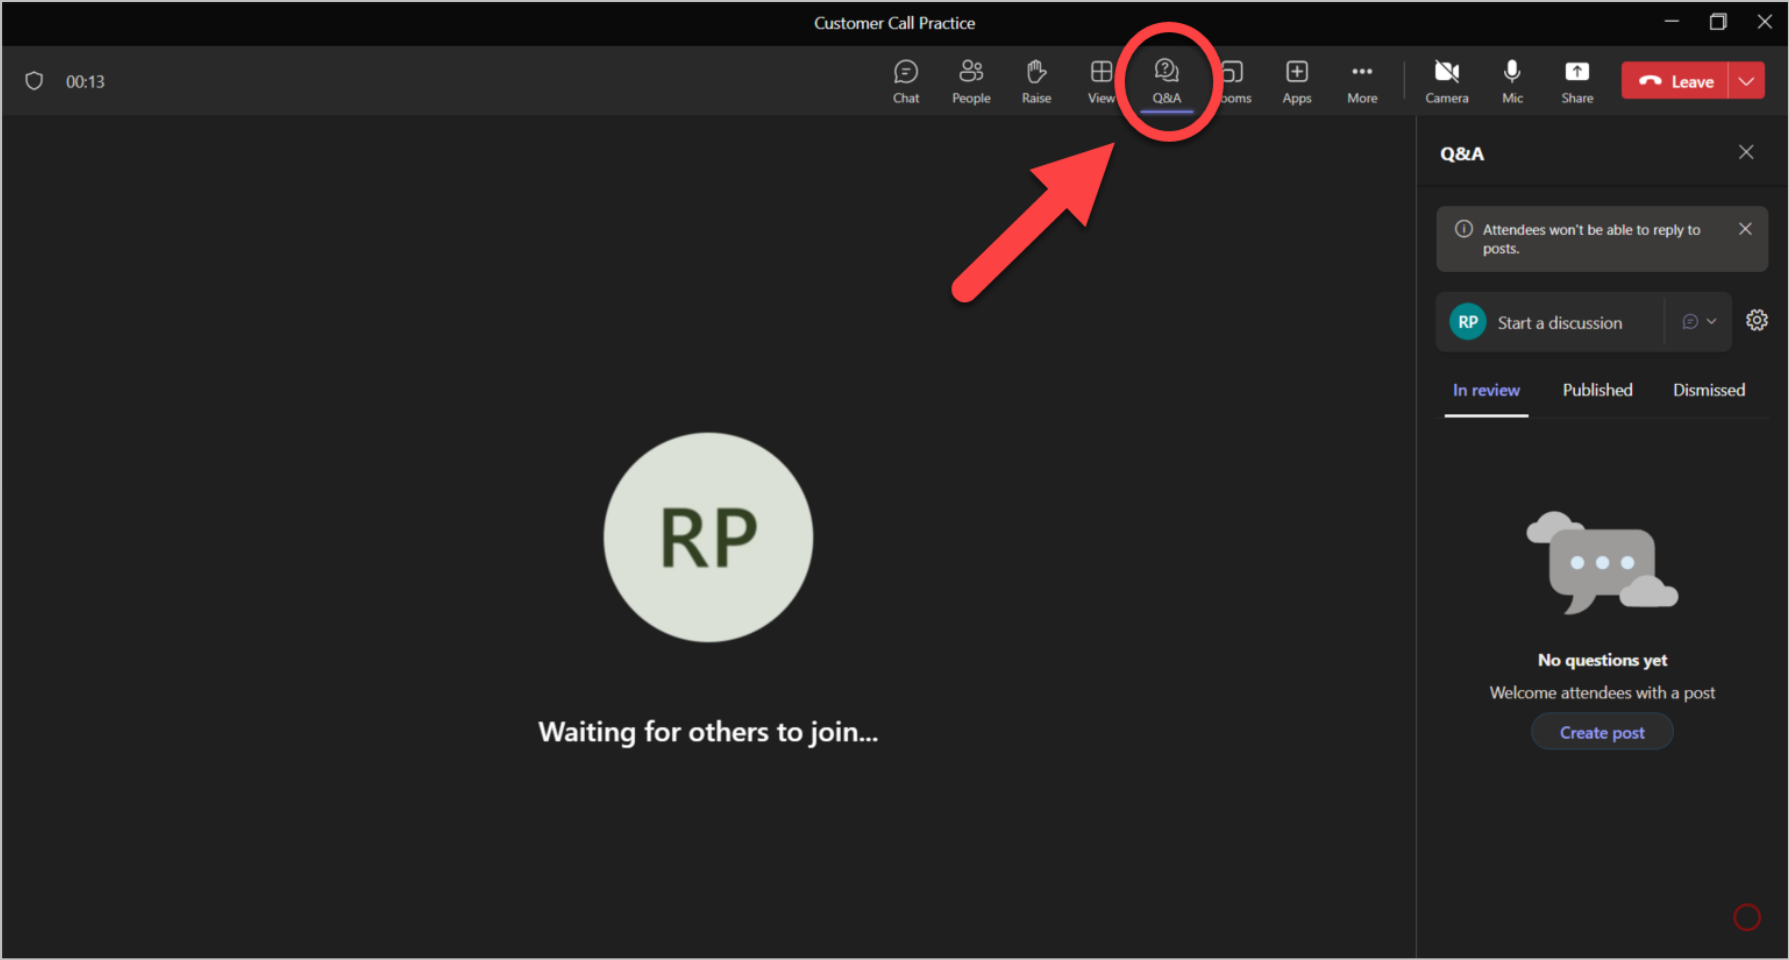 Customer Call Practice
00:13
Chat
People
Raise
View
Q&A
ooms
Apps
More
Camera
Mic
Share
Leave
Q&A
Attendees won't be able to reply to
posts.
RP
Start a discussion
In review
Published
Dismissed
RP
Waiting for others to join...
No questions yet
Welcome attendees with a post
Create post